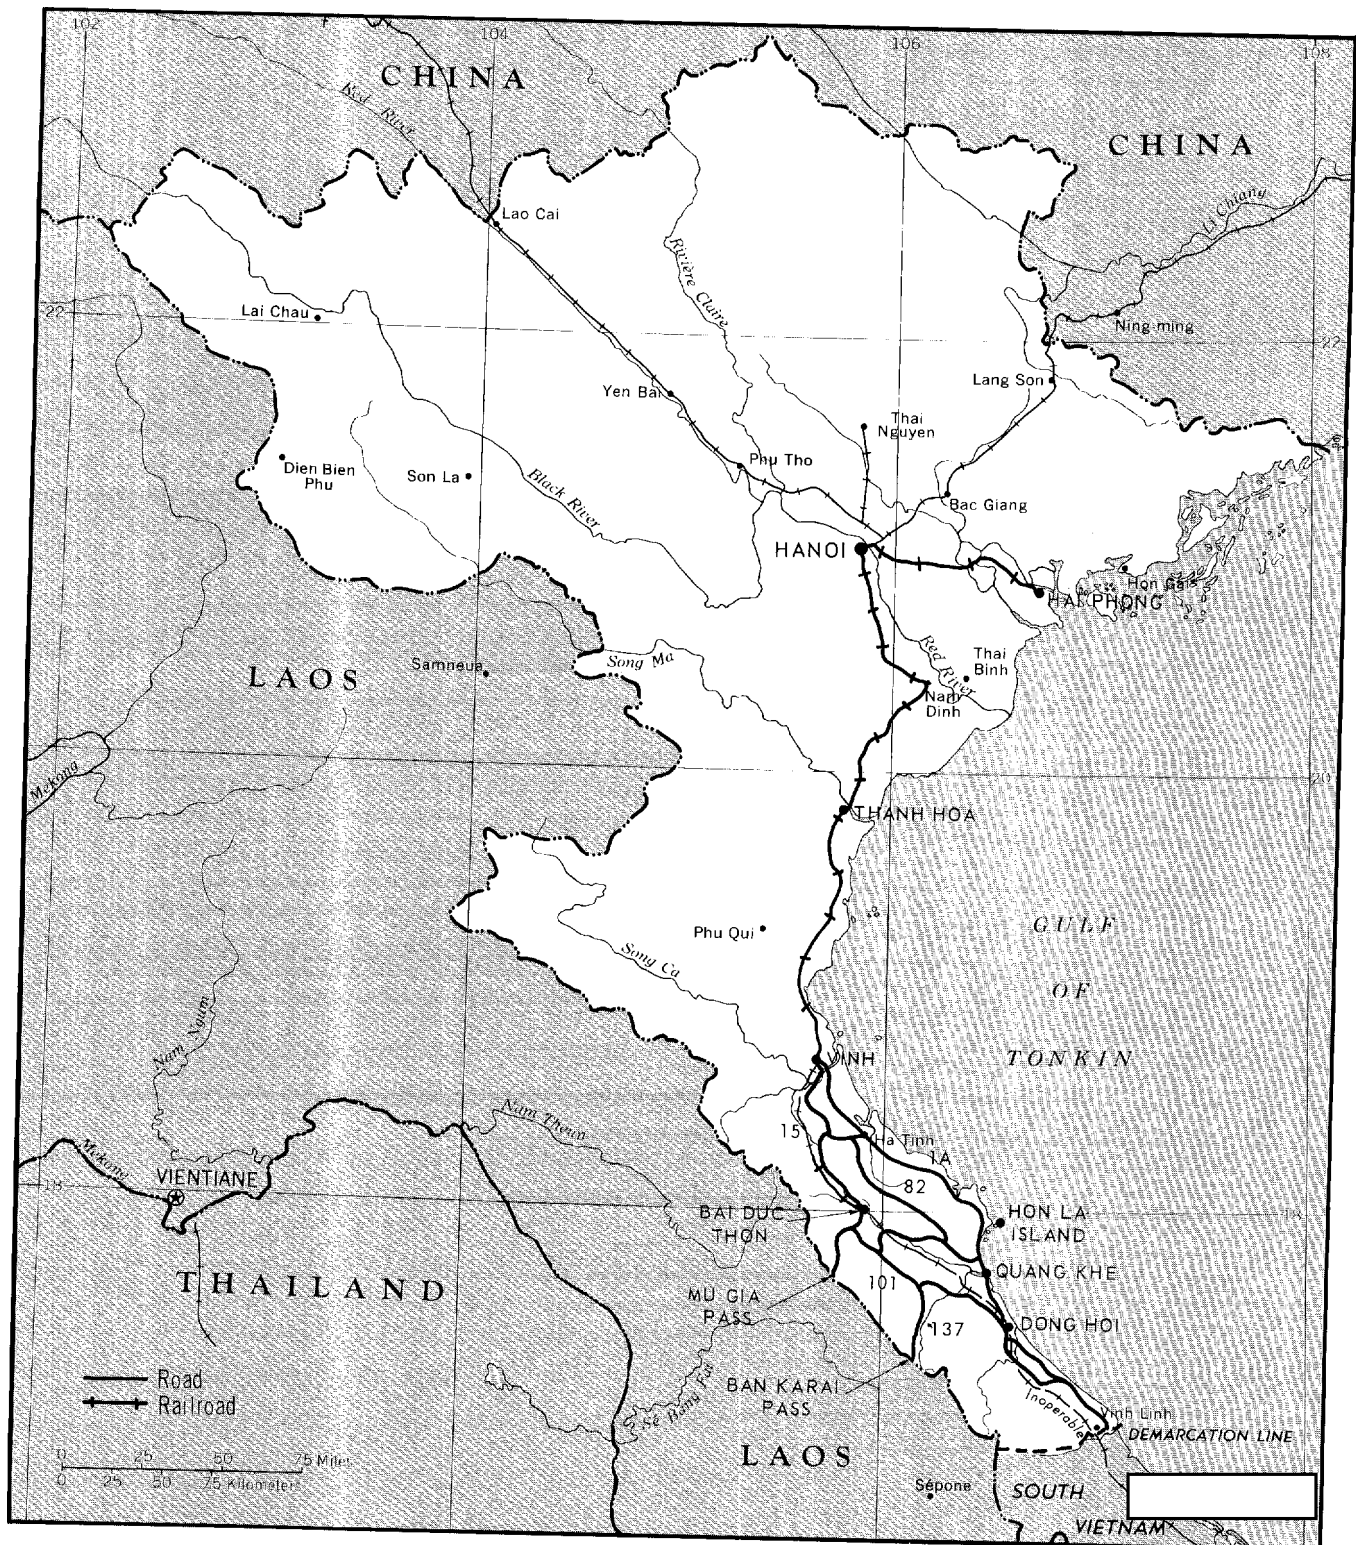 102
104
106
108
CHINA
Red River
CHINA
Li Chiang
Lao Cai
Rivière Claire
Lai Chau
22
Ning ming
22
Lang Son
Yen Bai
Thai
Nguyen
Phu Tho
Dien Bien
Phu
Son La
Black River
Bac Giang
HANOI
Hon Gai
HAI PHONG
LAOS
Samneua
Song Ma
Red River
Thai
Binh
Nam
Dinh
Mekong
20
THANH HOA
Phu Qui
Song Ca
GULF
OF
TONKIN
Nam Ngum
VINH
Nam Theun
15
Ha Tinh
1A
Mekong
VIENTIANE
18
82
BAI DUC
THON
HON LA
ISLAND
18
QUANG KHE
THAILAND
MU GIA
PASS
101
137
DONG HOI
Road
Railroad
BAN KARAI
PASS
Se Bang Fai
Inoperable
Vinh Linh
DEMARCATION LINE
LAOS
0 25 50 75 Miles
0 25 50 75 Kilometer
Sépone
SOUTH
VIETNAM